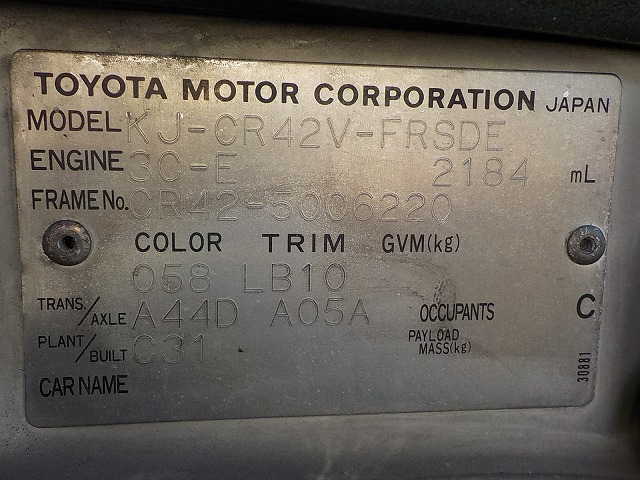 TOYOTA MOTOR CORPORATION JAPAN
MODEL KJ-CR42V-FRSDE
ENGINE 3C-E 2184 mL
FRAME No. CR42-5006220
COLOR TRIM GVM(kg)
058 LB10
TRANS/AXLE A44D A05A OCCUPANTS C
PLANT/BUILT C31 PAYLOAD MASS(kg)
CAR NAME
30881